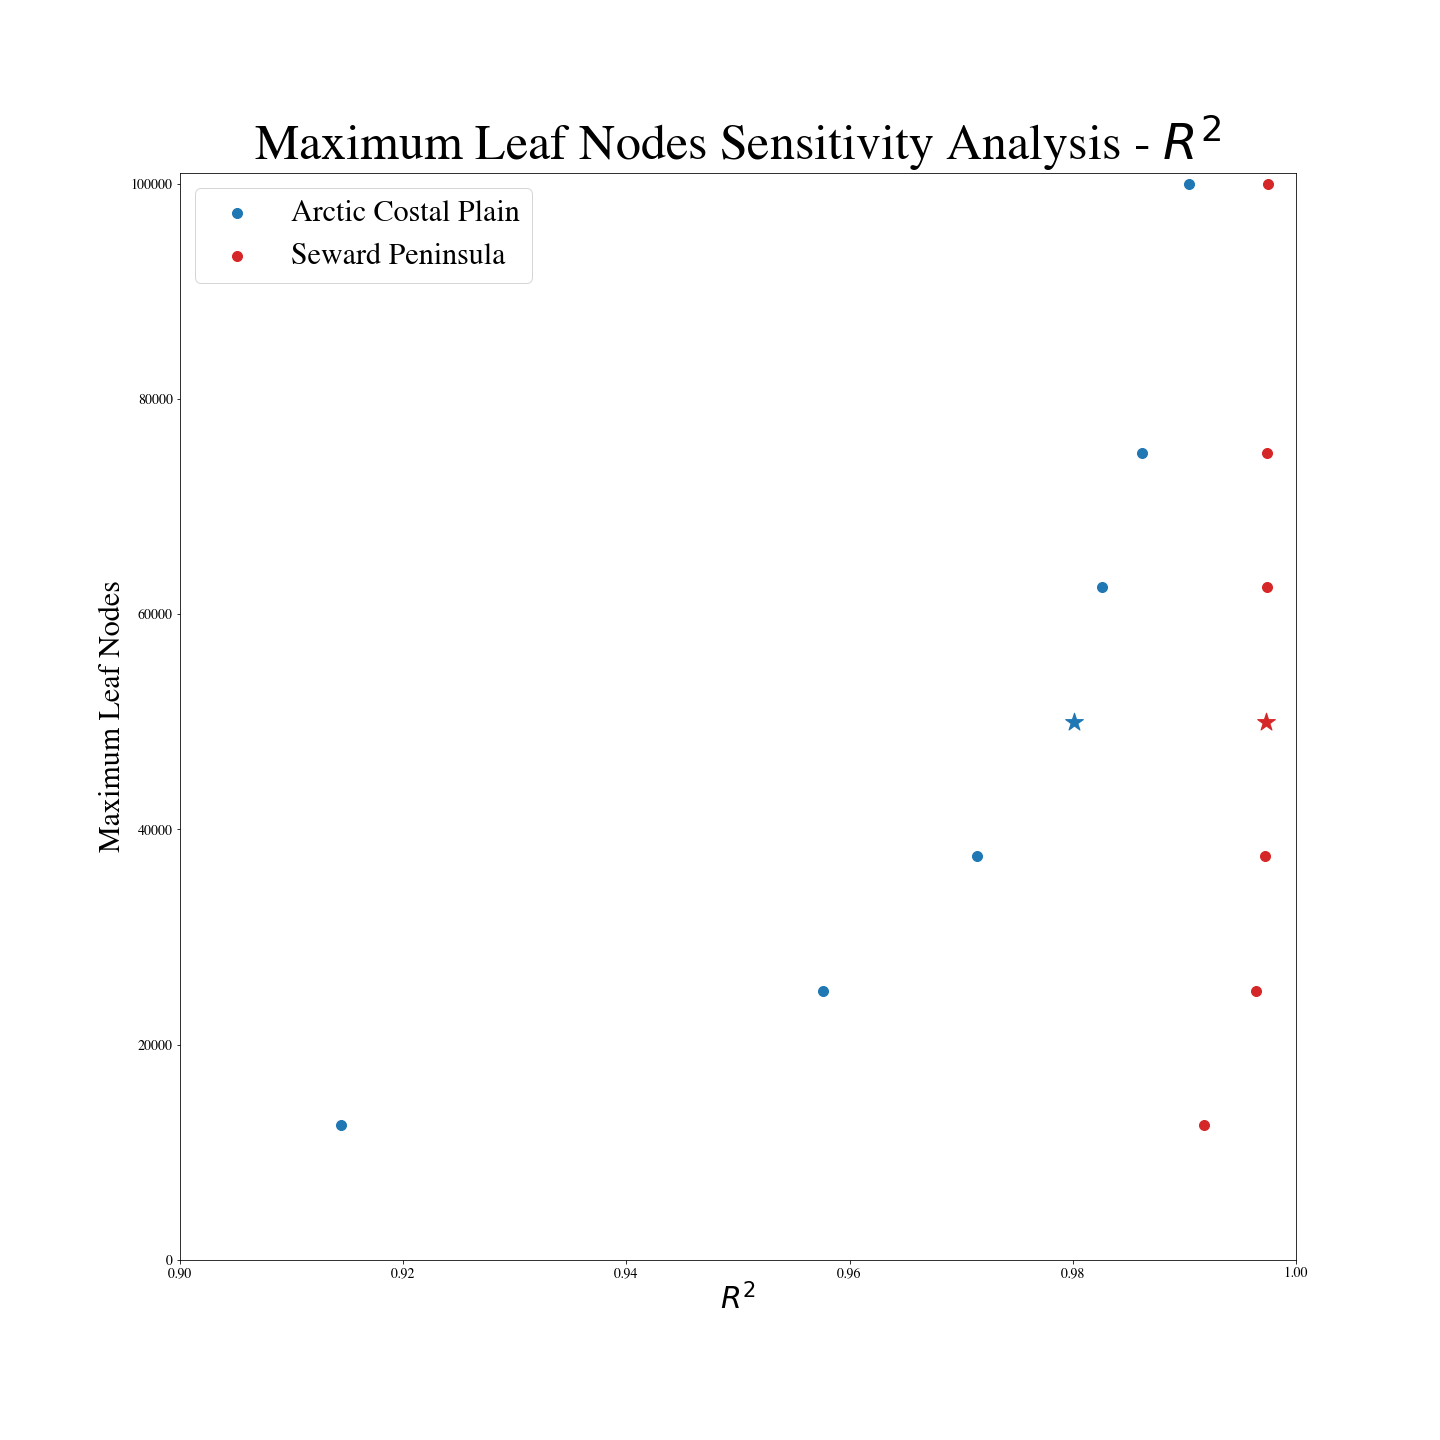 Maximum Leaf Nodes Sensitivity Analysis - R²
Arctic Costal Plain
Seward Peninsula
Maximum Leaf Nodes
100000
80000
60000
40000
20000
0
0.90 0.92 0.94 0.96 0.98 1.00
R²